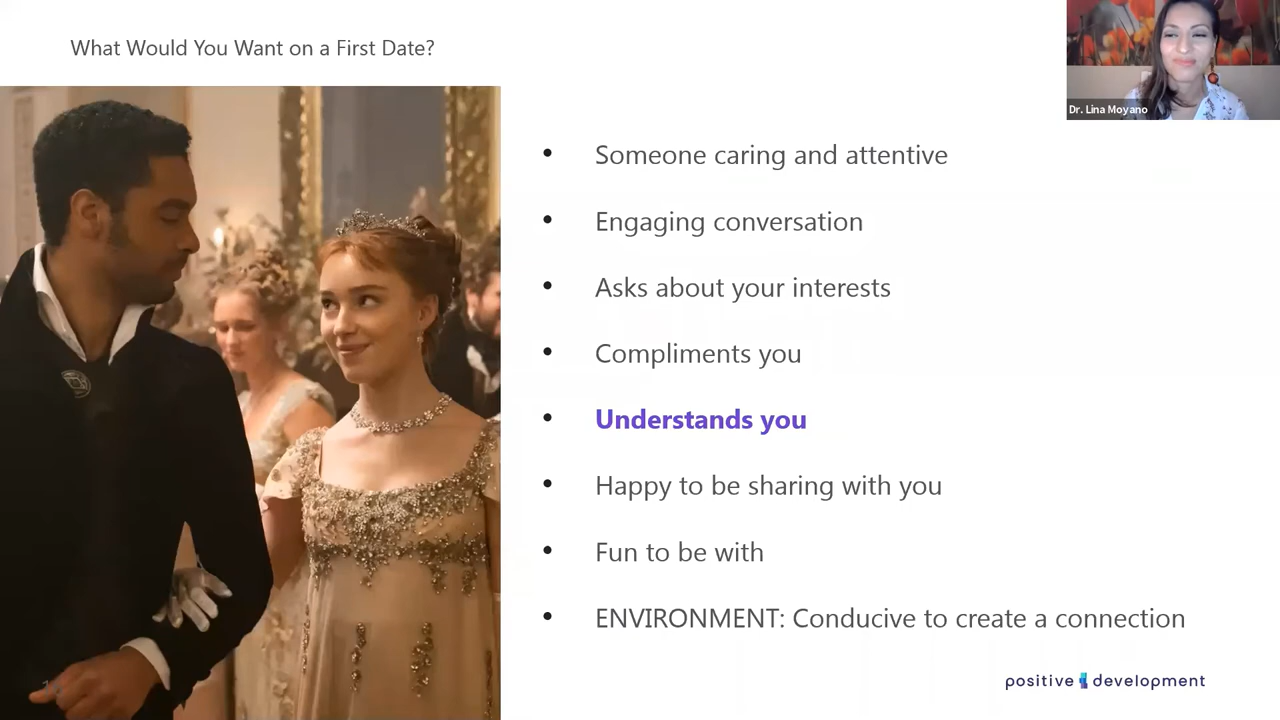 What Would You Want on a First Date?
Dr. Lina Moyano
• Someone caring and attentive
• Engaging conversation
• Asks about your interests
• Compliments you
• Understands you
• Happy to be sharing with you
• Fun to be with
• ENVIRONMENT: Conducive to create a connection
positive development